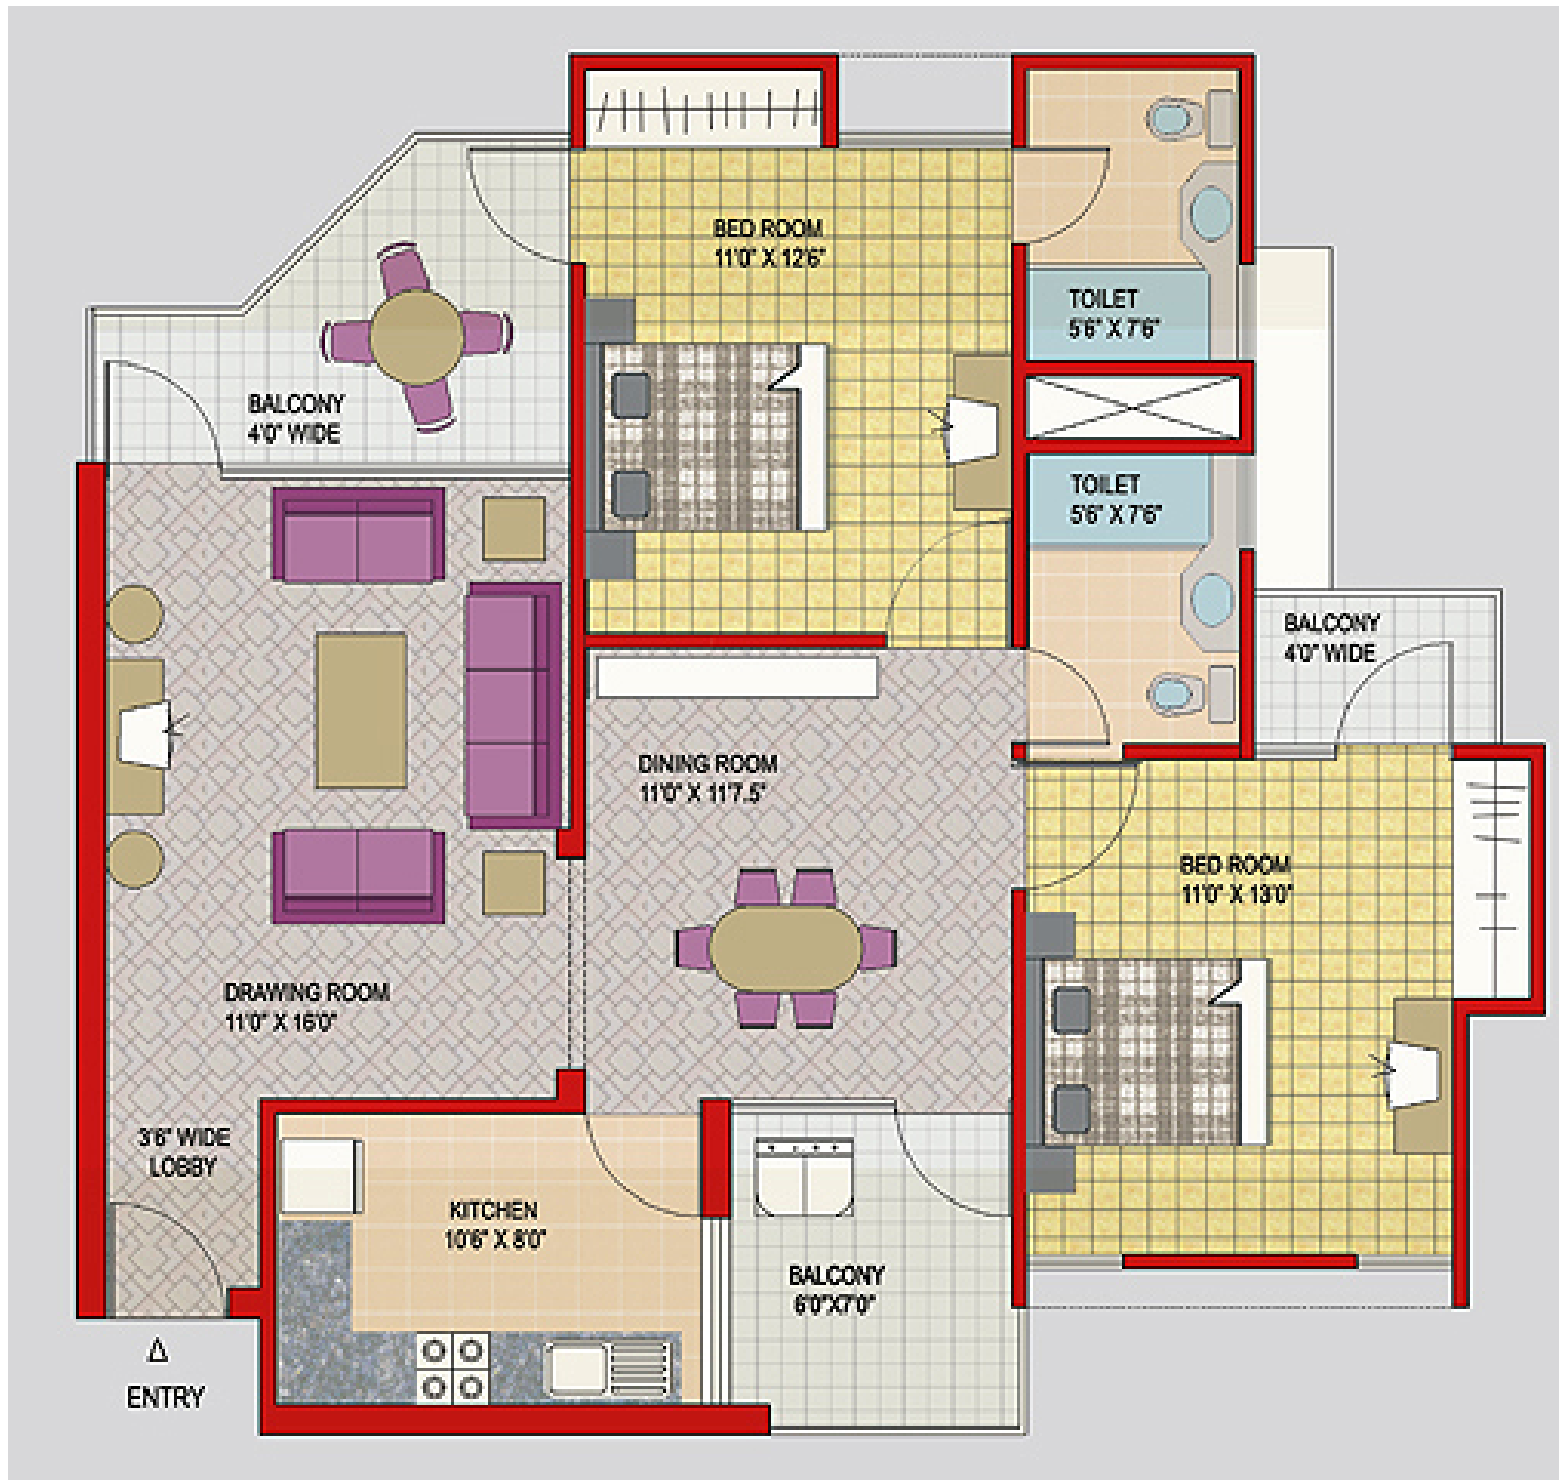 BED ROOM
11'0" X 12'6"
TOILET
5'6" X 7'6"
BALCONY
4'0" WIDE
TOILET
5'6" X 7'6"
BALCONY
4'0" WIDE
DINING ROOM
11'0" X 11'7.5"
BED ROOM
11'0" X 13'0"
DRAWING ROOM
11'0" X 16'0"
3'6" WIDE
LOBBY
KITCHEN
10'6" X 8'0"
BALCONY
6'0"X7'0"
ENTRY